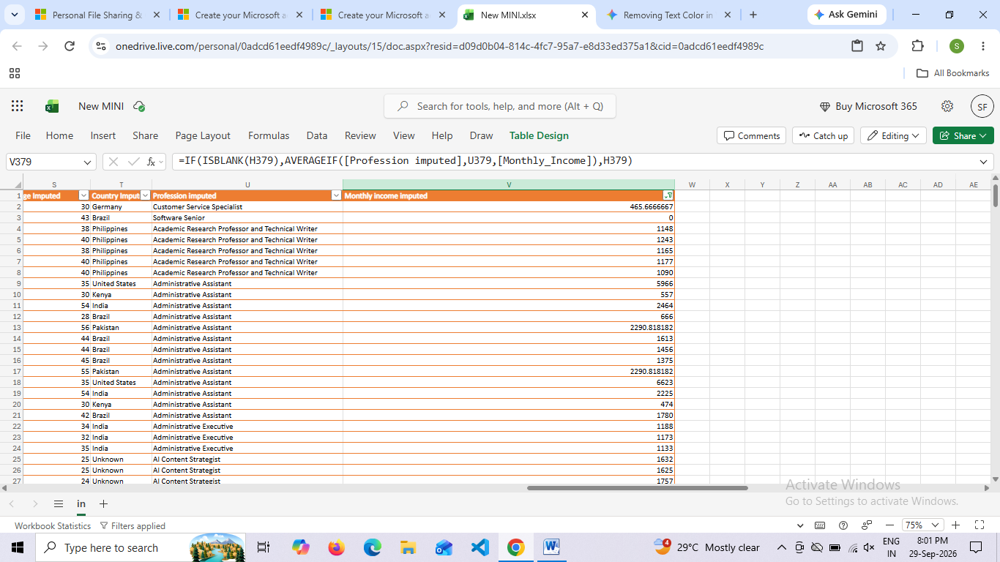 Personal File Sharing & Create your Microsoft a Create your Microsoft a New MINI.xlsx Removing Text Color in Ask Gemini
onedrive.live.com/personal/0adcd61eedf4989c/_layouts/15/doc.aspx?resid=d09d0b04-814c-4fc7-95a7-e8d33ed375a1&cid=0adcd61eedf4989c S
All Bookmarks
New MINI Search for tools, help, and more (Alt + Q) Buy Microsoft 365 SF
File Home Insert Share Page Layout Formulas Data Review View Help Draw Table Design Comments Catch up Editing Share
V379 fx =IF(ISBLANK(H379),AVERAGEIF([Profession imputed],U379,[Monthly_Income]),H379)
S T U V W X Y Z AA AB AC AD AE
1 ge Imputed Country Imput Profession Imputed Monthly Income Imputed
2 30 Germany Customer Service Specialist 465.6666667
3 43 Brazil Software Senior 0
4 38 Philippines Academic Research Professor and Technical Writer 1148
5 40 Philippines Academic Research Professor and Technical Writer 1243
6 38 Philippines Academic Research Professor and Technical Writer 1165
7 40 Philippines Academic Research Professor and Technical Writer 1177
8 40 Philippines Academic Research Professor and Technical Writer 1090
9 35 United States Administrative Assistant 5966
10 30 Kenya Administrative Assistant 557
11 54 India Administrative Assistant 2464
12 28 Brazil Administrative Assistant 666
13 56 Pakistan Administrative Assistant 2290.818182
14 44 Brazil Administrative Assistant 1613
15 44 Brazil Administrative Assistant 1456
16 45 Brazil Administrative Assistant 1375
17 55 Pakistan Administrative Assistant 2290.818182
18 35 United States Administrative Assistant 6623
19 54 India Administrative Assistant 2225
20 30 Kenya Administrative Assistant 474
21 42 Brazil Administrative Assistant 1780
22 34 India Administrative Executive 1188
23 32 India Administrative Executive 1173
24 35 India Administrative Executive 1133
25 25 Unknown AI Content Strategist 1632
26 25 Unknown AI Content Strategist 1625
27 24 Unknown AI Content Strategist 1757
Activate Windows
Go to Settings to activate Windows.
in
Workbook Statistics Filters applied 75%
Type here to search 4 29°C Mostly clear ENG IN 8:01 PM 29-Sep-2026